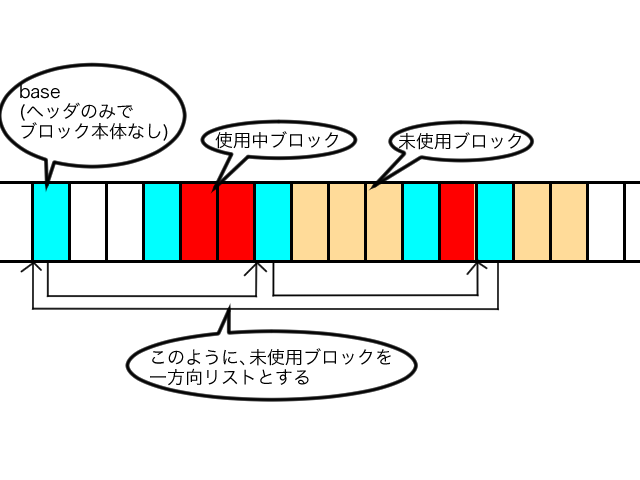 base
(ヘッダのみで
ブロック本体なし)
使用中ブロック
未使用ブロック
このように、未使用ブロックを
一方向リストとする